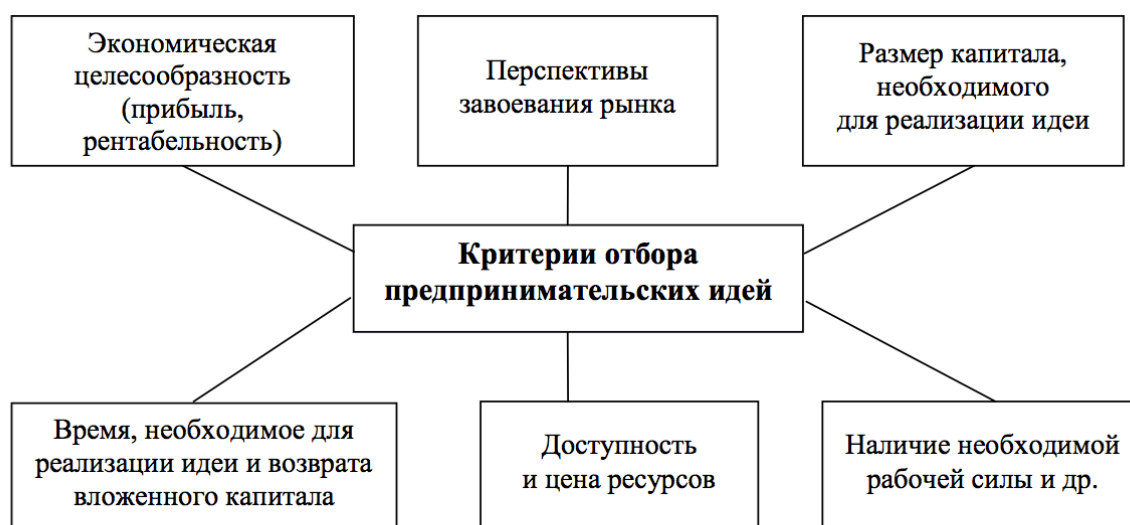 Экономическая
целесообразность
(прибыль,
рентабельность)
Перспективы
завоевания рынка
Размер капитала,
необходимого
для реализации идеи
Критерии отбора
предпринимательских идей
Время, необходимое для
реализации идеи и возврата
вложенного капитала
Доступность
и цена ресурсов
Наличие необходимой
рабочей силы и др.